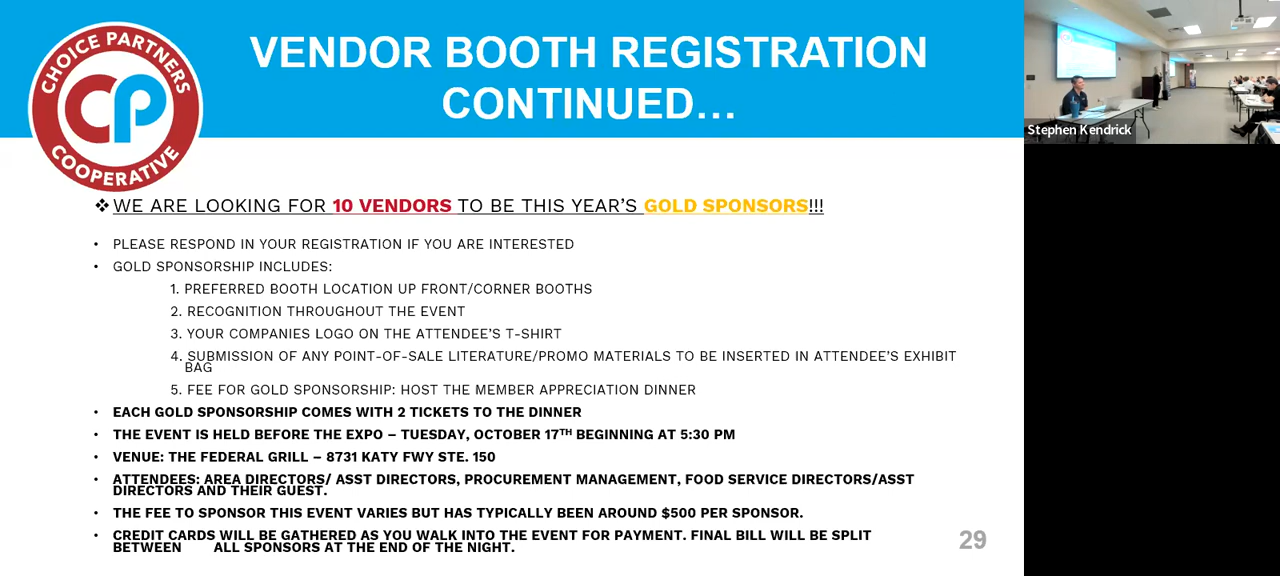 CHOICE PARTNERS
CP
COOPERATIVE
VENDOR BOOTH REGISTRATION
CONTINUED...
❖ WE ARE LOOKING FOR 10 VENDORS TO BE THIS YEAR'S GOLD SPONSORS!!!
• PLEASE RESPOND IN YOUR REGISTRATION IF YOU ARE INTERESTED
• GOLD SPONSORSHIP INCLUDES:
1. PREFERRED BOOTH LOCATION UP FRONT/CORNER BOOTHS
2. RECOGNITION THROUGHOUT THE EVENT
3. YOUR COMPANIES LOGO ON THE ATTENDEE'S T-SHIRT
4. SUBMISSION OF ANY POINT-OF-SALE LITERATURE/PROMO MATERIALS TO BE INSERTED IN ATTENDEE'S EXHIBIT
BAG
5. FEE FOR GOLD SPONSORSHIP: HOST THE MEMBER APPRECIATION DINNER
• EACH GOLD SPONSORSHIP COMES WITH 2 TICKETS TO THE DINNER
• THE EVENT IS HELD BEFORE THE EXPO – TUESDAY, OCTOBER 17TH BEGINNING AT 5:30 PM
• VENUE: THE FEDERAL GRILL – 8731 KATY FWY STE. 150
• ATTENDEES: AREA DIRECTORS/ ASST DIRECTORS, PROCUREMENT MANAGEMENT, FOOD SERVICE DIRECTORS/ASST
DIRECTORS AND THEIR GUEST.
• THE FEE TO SPONSOR THIS EVENT VARIES BUT HAS TYPICALLY BEEN AROUND $500 PER SPONSOR.
• CREDIT CARDS WILL BE GATHERED AS YOU WALK INTO THE EVENT FOR PAYMENT. FINAL BILL WILL BE SPLIT
BETWEEN ALL SPONSORS AT THE END OF THE NIGHT.
29
Stephen Kendrick